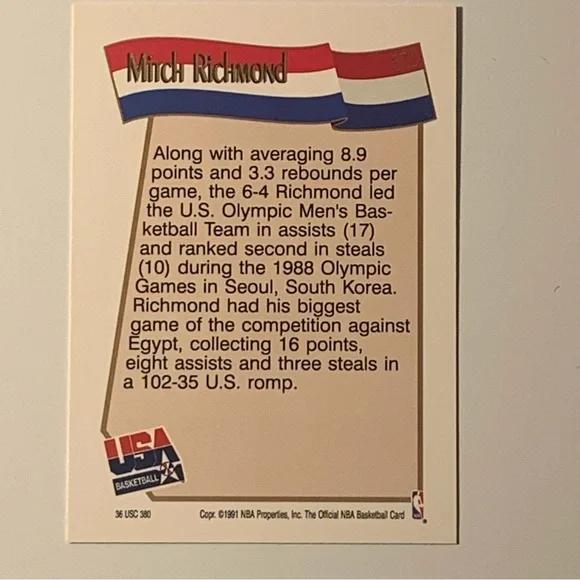 Mitch Richmond
Along with averaging 8.9
points and 3.3 rebounds per
game, the 6-4 Richmond led
the U.S. Olympic Men's Bas-
ketball Team in assists (17)
and ranked second in steals
(10) during the 1988 Olympic
Games in Seoul, South Korea.
Richmond had his biggest
game of the competition against
Egypt, collecting 16 points,
eight assists and three steals in
a 102-35 U.S. romp.
USA
BASKETBALL
36 USC 380
Copr. ©1991 NBA Properties, Inc. The Official NBA Basketball Card